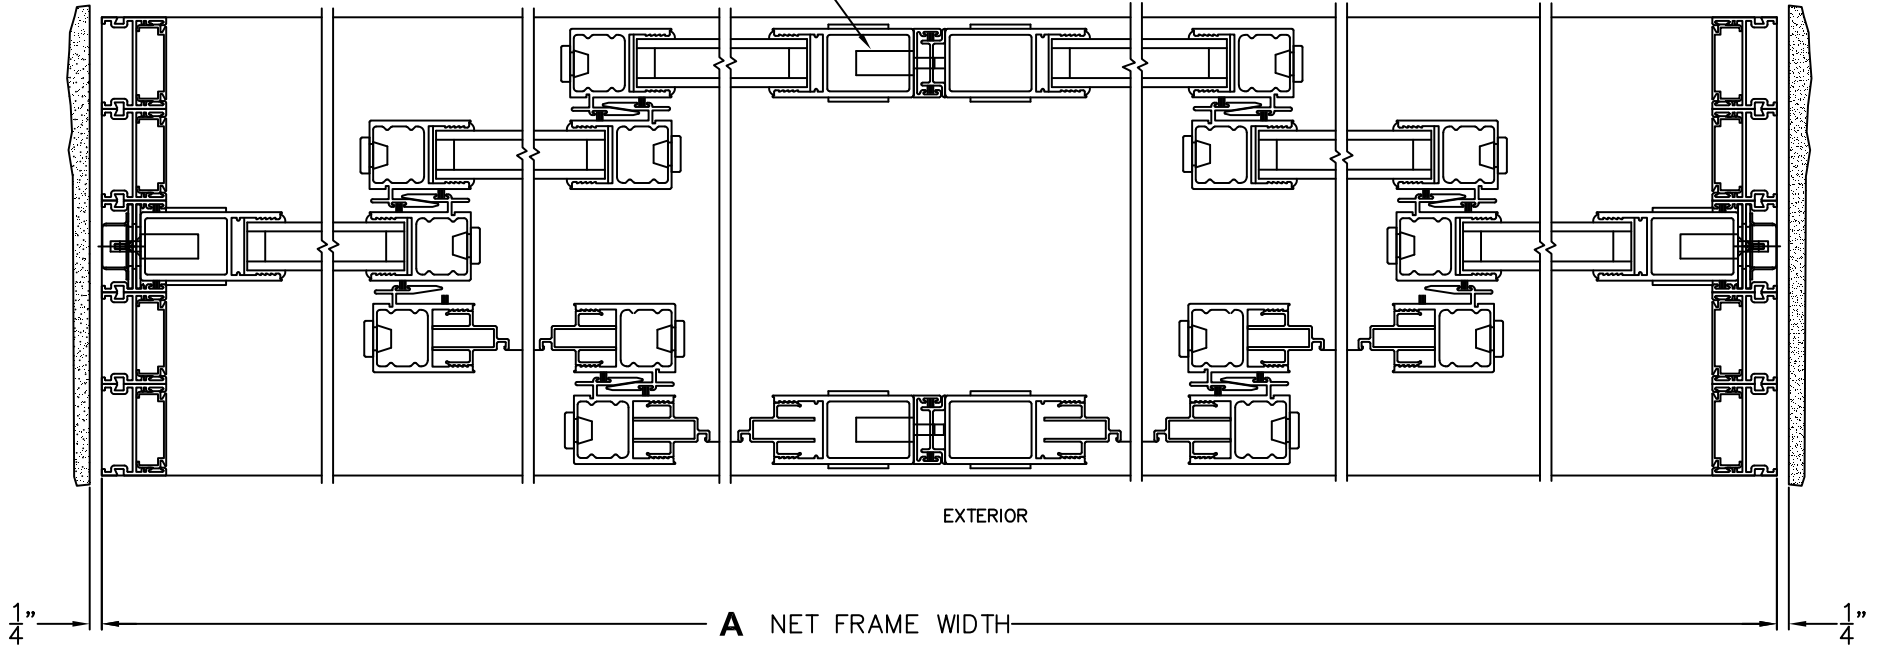 EXTERIOR
1/4" A NET FRAME WIDTH 1/4"